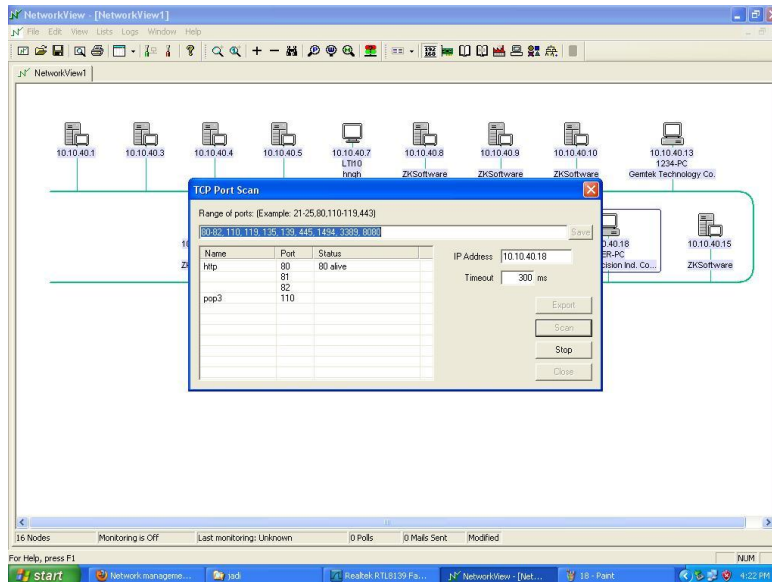 NetworkView - [NetworkView1]
File Edit View Lists Logs Window Help
NetworkView1
10.10.40.1
10.10.40.3
10.10.40.4
10.10.40.5
10.10.40.7
LTI10
hnqh
10.10.40.8
ZKSoftware
10.10.40.9
ZKSoftware
10.10.40.10
ZKSoftware
10.10.40.13
1234-PC
Gemtek Technology Co.
10.10.40.15
ZKSoftware
TCP Port Scan
Range of ports: (Example: 21-25,80,110-119,443)
80-82, 110, 119, 135, 139, 445, 1494, 3389, 8080
Save
Name Port Status
http 80 80 alive
81
82
pop3 110
IP Address 10.10.40.18
Timeout 300 ms
Export
Scan
Stop
Close
16 Nodes Monitoring is Off Last monitoring: Unknown 0 Polls 0 Mails Sent Modified
For Help, press F1 NUM
start Network manageme... jadi Realtek RTL8139 Fa... NetworkView - [Net... 18 - Paint 4:22 PM